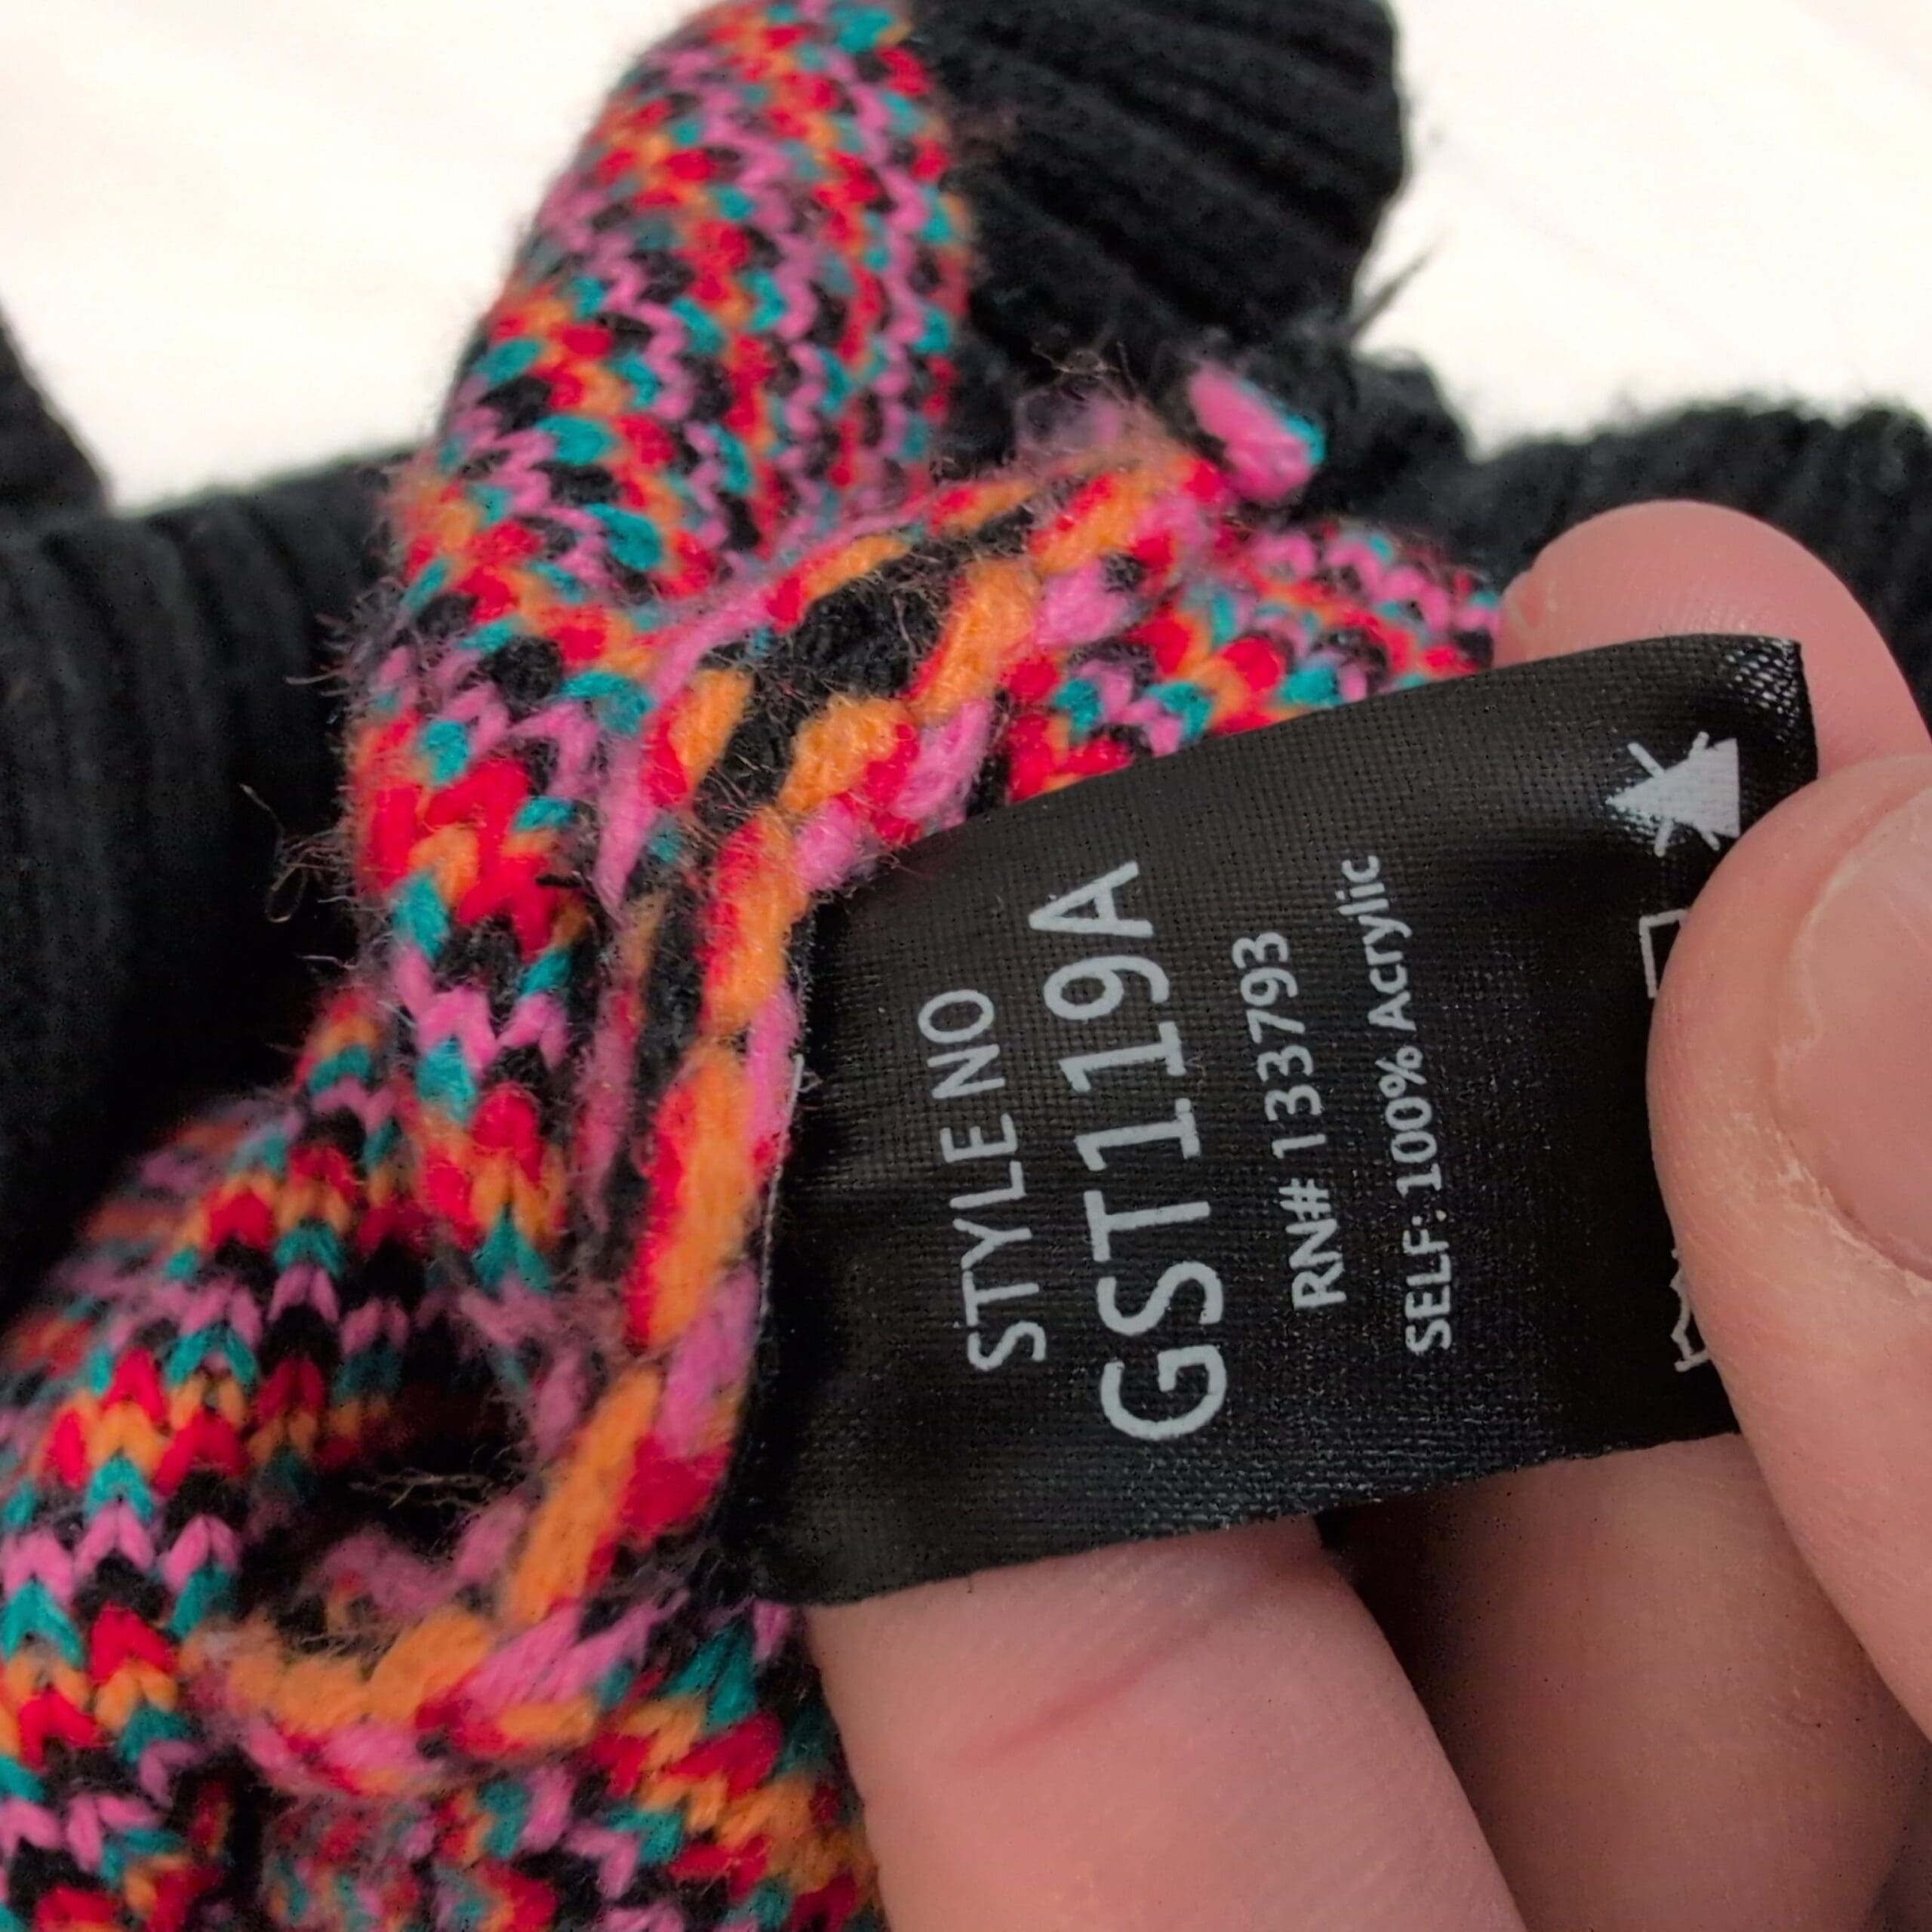 STYLE NO
GST119A
RN# 133793
SELF: 100% Acrylic